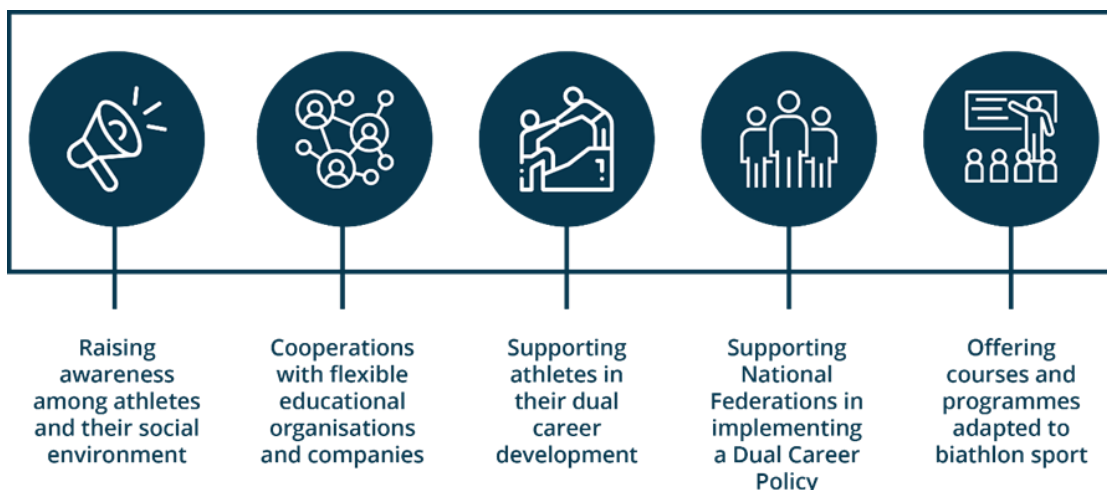 Raising
awareness
among athletes
and their social
environment
Cooperations
with flexible
educational
organisations
and companies
Supporting
athletes in
their dual
career
development
Supporting
National
Federations in
implementing
a Dual Career
Policy
Offering
courses and
programmes
adapted to
biathlon sport